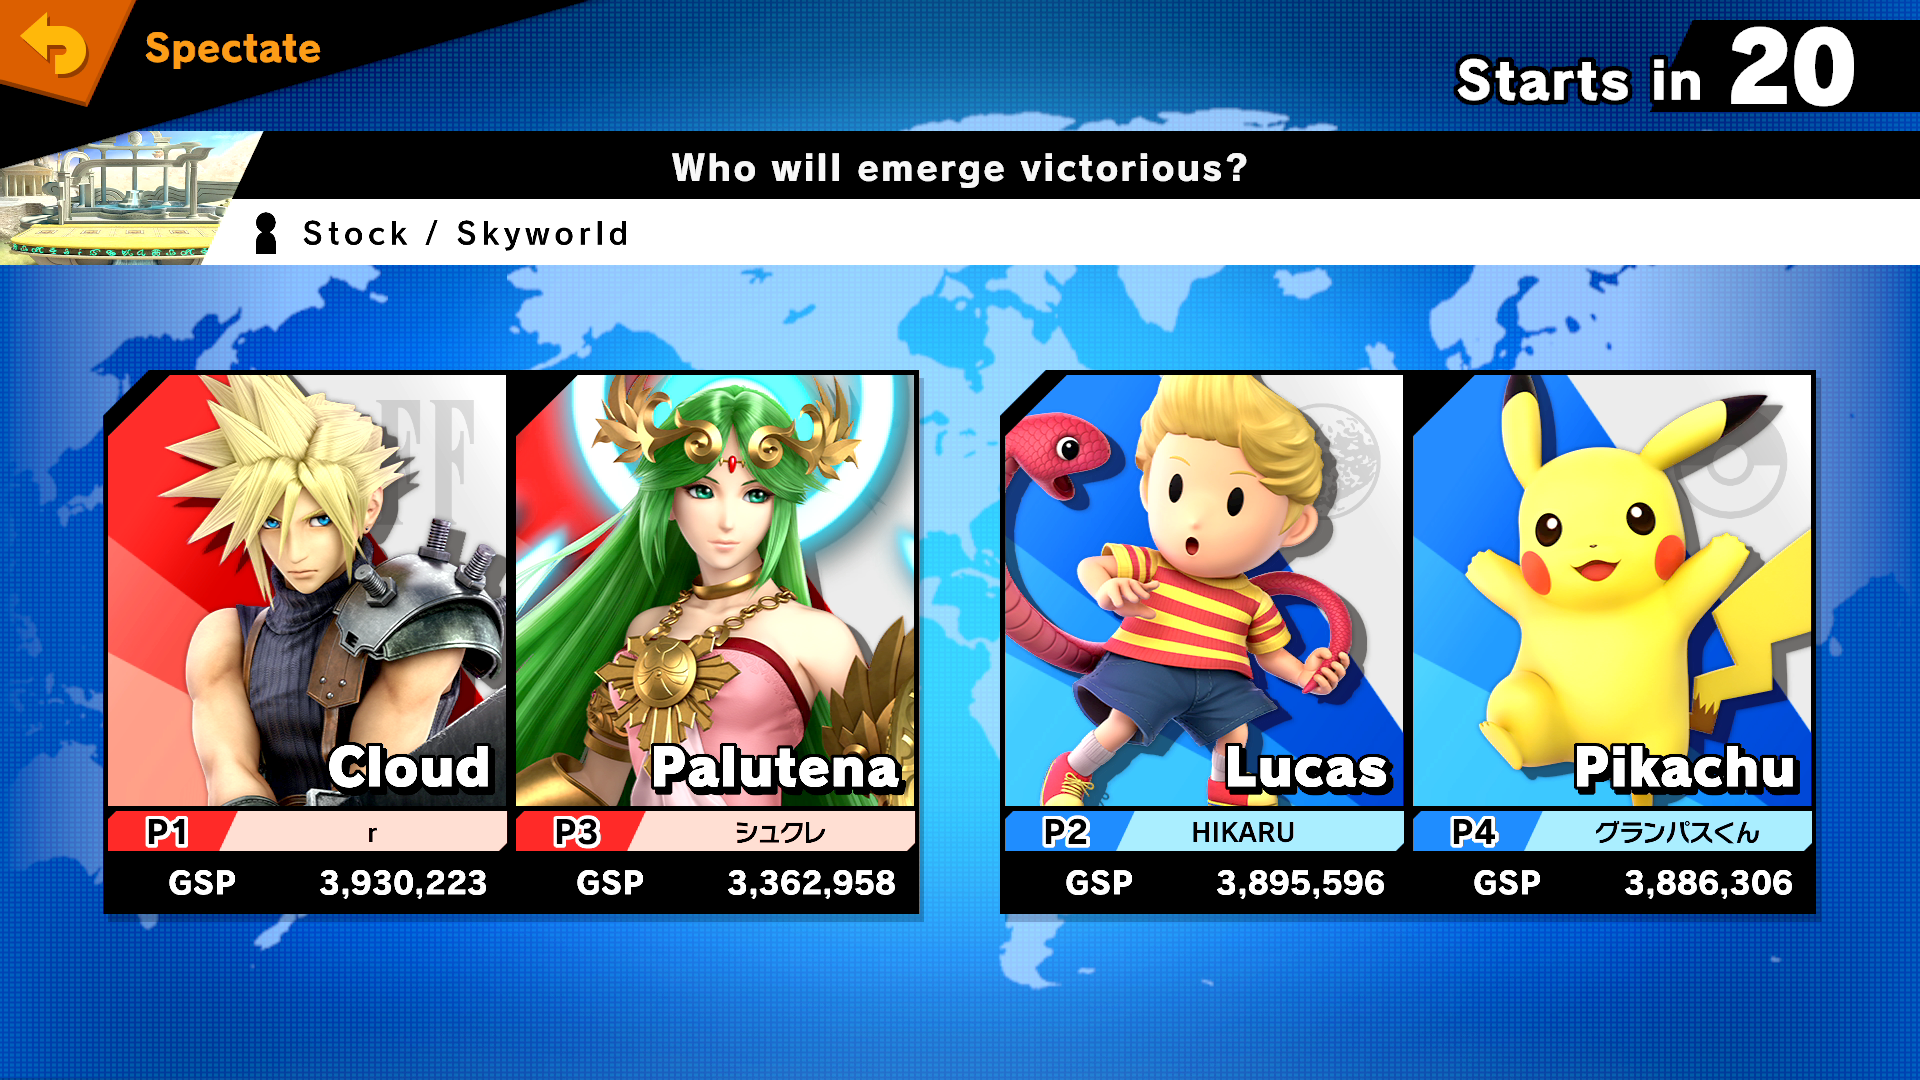 Spectate
Starts in 20
Who will emerge victorious?
Stock / Skyworld
FF
Cloud
P1 r
GSP 3,930,223
Palutena
P3 シュクレ
GSP 3,362,958
Lucas
P2 HIKARU
GSP 3,895,596
Pikachu
P4 グランパスくん
GSP 3,886,306